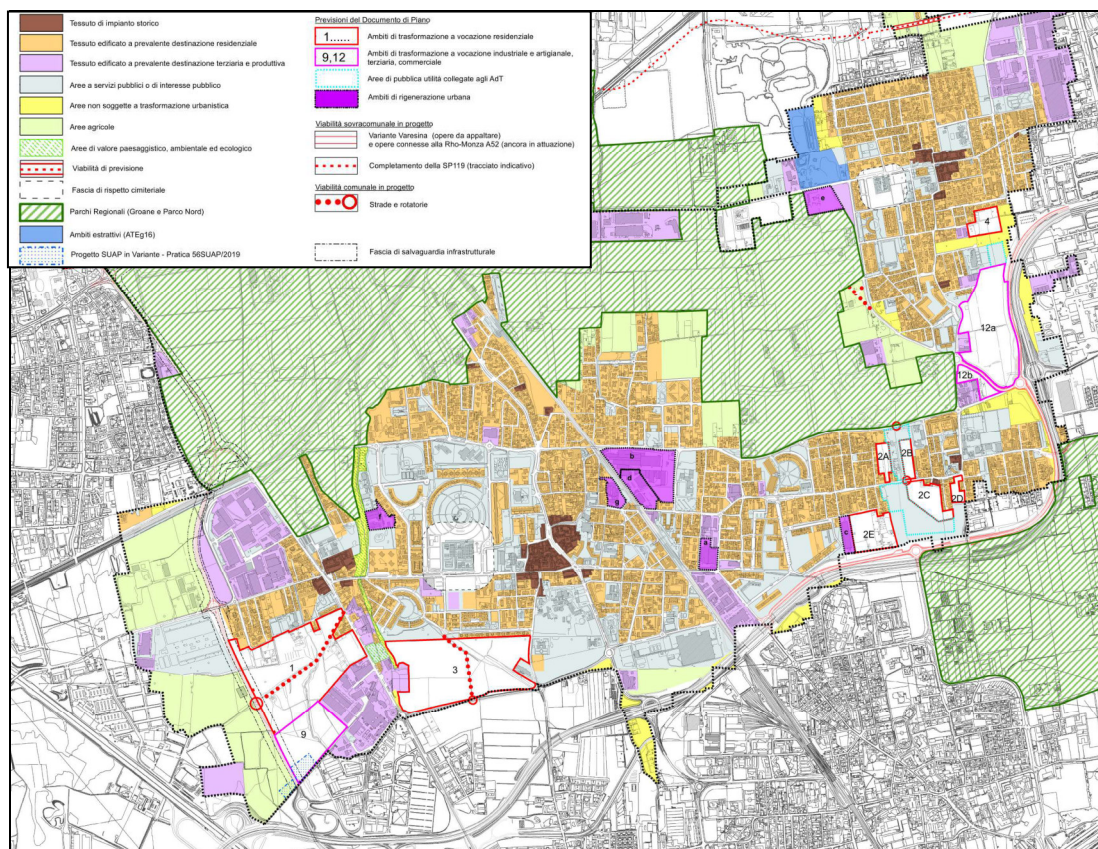 Tessuto di impianto storico
Tessuto edificato a prevalente destinazione residenziale
Tessuto edificato a prevalente destinazione terziaria e produttiva
Aree a servizi pubblici o di interesse pubblico
Aree non soggette a trasformazione urbanistica
Aree agricole
Aree di valore paesaggistico, ambientale ed ecologico
Viabilità di previsione
Fascia di rispetto cimiteriale
Parchi Regionali (Groane e Parco Nord)
Ambiti estrattivi (ATEg16)
Progetto SUAP in Variante - Pratica 56SUAP/2019
Previsioni del Documento di Piano
1......
Ambiti di trasformazione a vocazione residenziale
9,12
Ambiti di trasformazione a vocazione industriale e artigianale,
terziaria, commerciale
Aree di pubblica utilità collegate agli AdT
Ambiti di rigenerazione urbana
Viabilità sovracomunale in progetto
Variante Varesina (opere da appaltare)
e opere connesse alla Rho-Monza A52 (ancora in attuazione)
Completamento della SP119 (tracciato indicativo)
Viabilità comunale in progetto
Strade e rotatorie
Fascia di salvaguardia infrastrutturale
e
4
12a
12b
2A
2B
2C
2D
2E
c
b
d
g
a
f
1
3
9